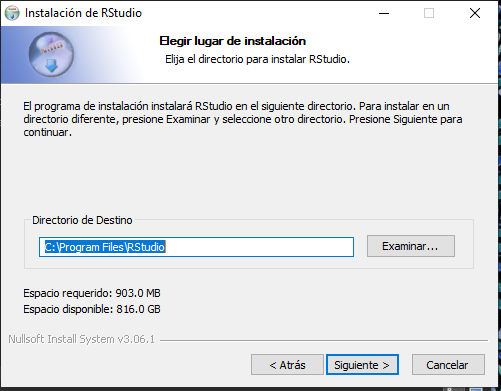 Instalación de RStudio
Elegir lugar de instalación
Elija el directorio para instalar RStudio.
El programa de instalación instalará RStudio en el siguiente directorio. Para instalar en un
directorio diferente, presione Examinar y seleccione otro directorio. Presione Siguiente para
continuar.
Directorio de Destino
C:\Program Files\RStudio
Examinar...
Espacio requerido: 903.0 MB
Espacio disponible: 816.0 GB
Nullsoft Install System v3.06.1
< Atrás
Siguiente >
Cancelar